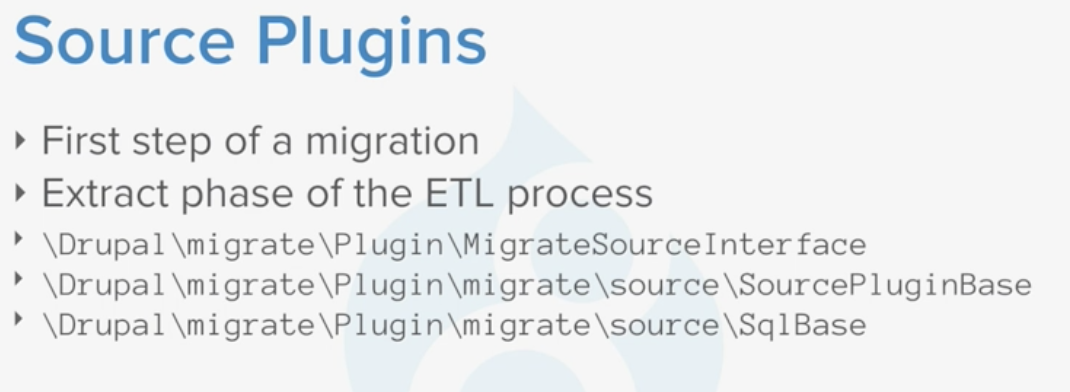 Source Plugins
First step of a migration
Extract phase of the ETL process
\Drupal\migrate\Plugin\MigrateSourceInterface
\Drupal\migrate\Plugin\migrate\source\SourcePluginBase
\Drupal\migrate\Plugin\migrate\source\SqlBase